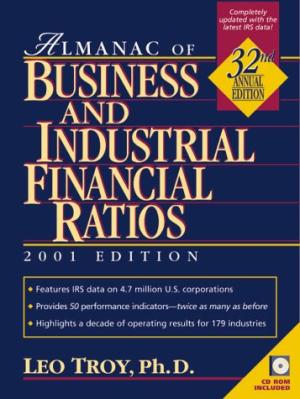 Completely
updated with the
latest IRS data!
32nd
ANNUAL
EDITION
ALMANAC OF
BUSINESS
AND
INDUSTRIAL
FINANCIAL
RATIOS
2001 EDITION
◆ Features IRS data on 4.7 million U.S. corporations
◆ Provides 50 performance indicators—twice as many as before
◆ Highlights a decade of operating results for 179 industries
LEO TROY, PH.D.
CD ROM
INCLUDED